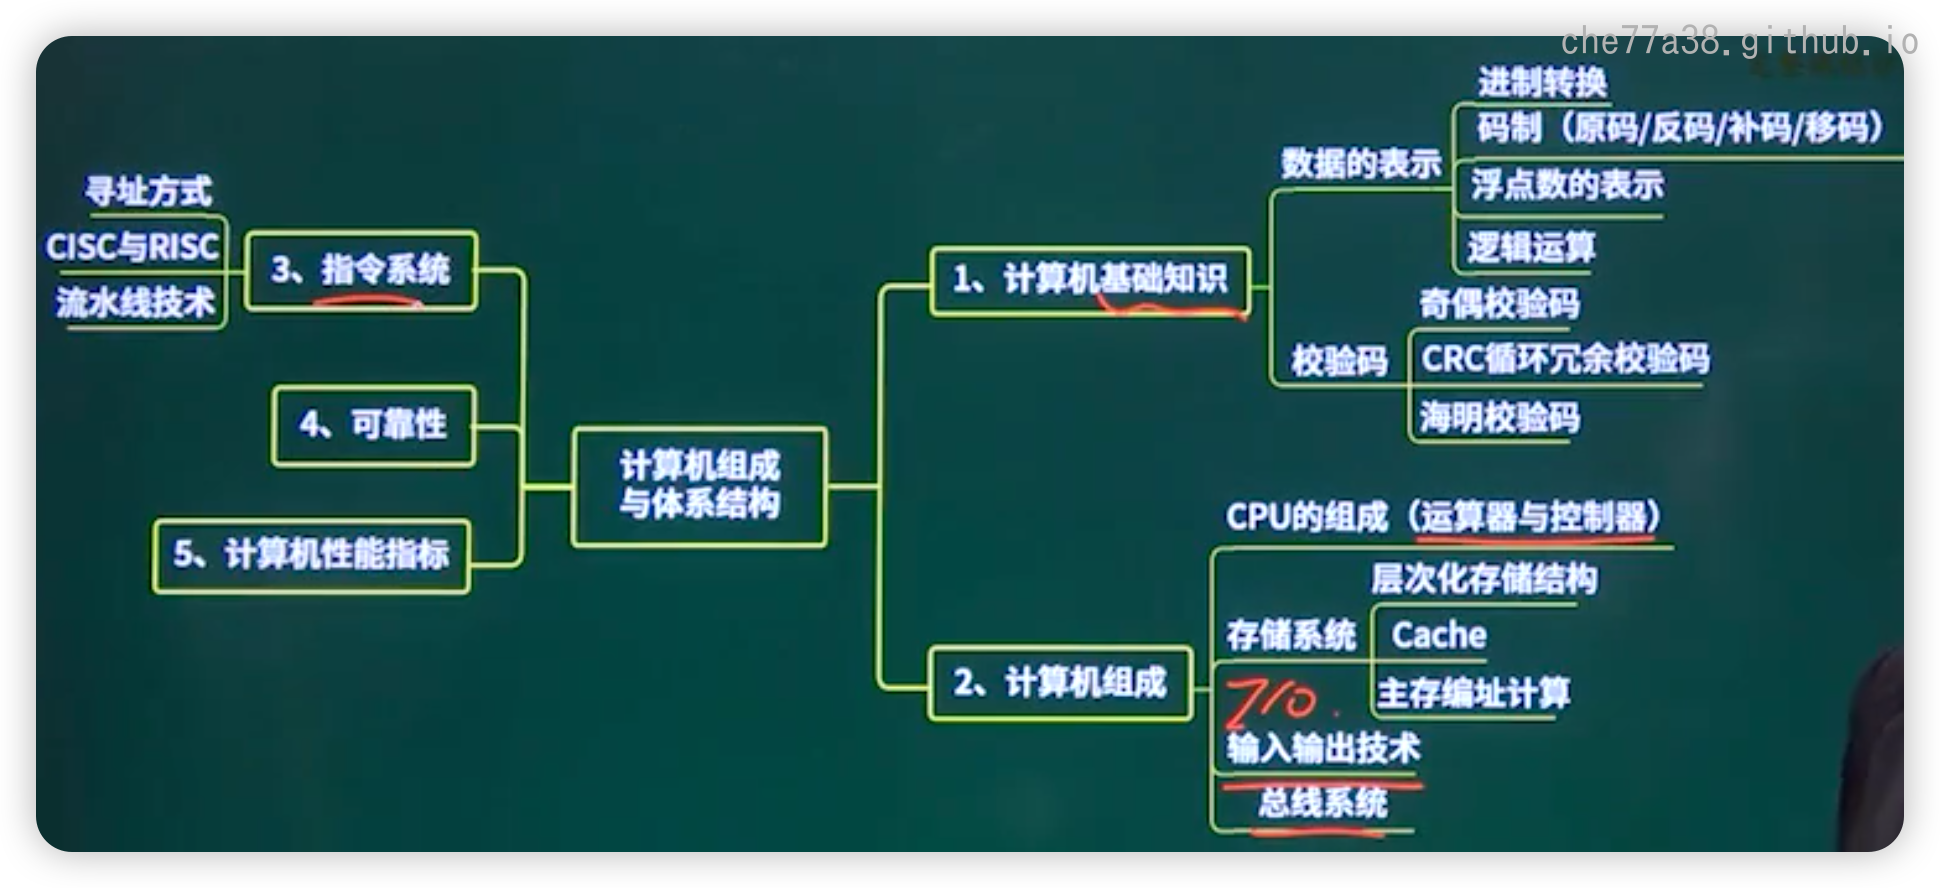 che77a38.github.io
寻址方式
CISC与RISC
流水线技术
3、指令系统
4、可靠性
5、计算机性能指标
计算机组成
与体系结构
1、计算机基础知识
数据的表示
进制转换
码制（原码/反码/补码/移码）
浮点数的表示
逻辑运算
校验码
奇偶校验码
CRC循环冗余校验码
海明校验码
2、计算机组成
CPU的组成（运算器与控制器）
存储系统
层次化存储结构
Cache
主存编址计算
I/O
输入输出技术
总线系统